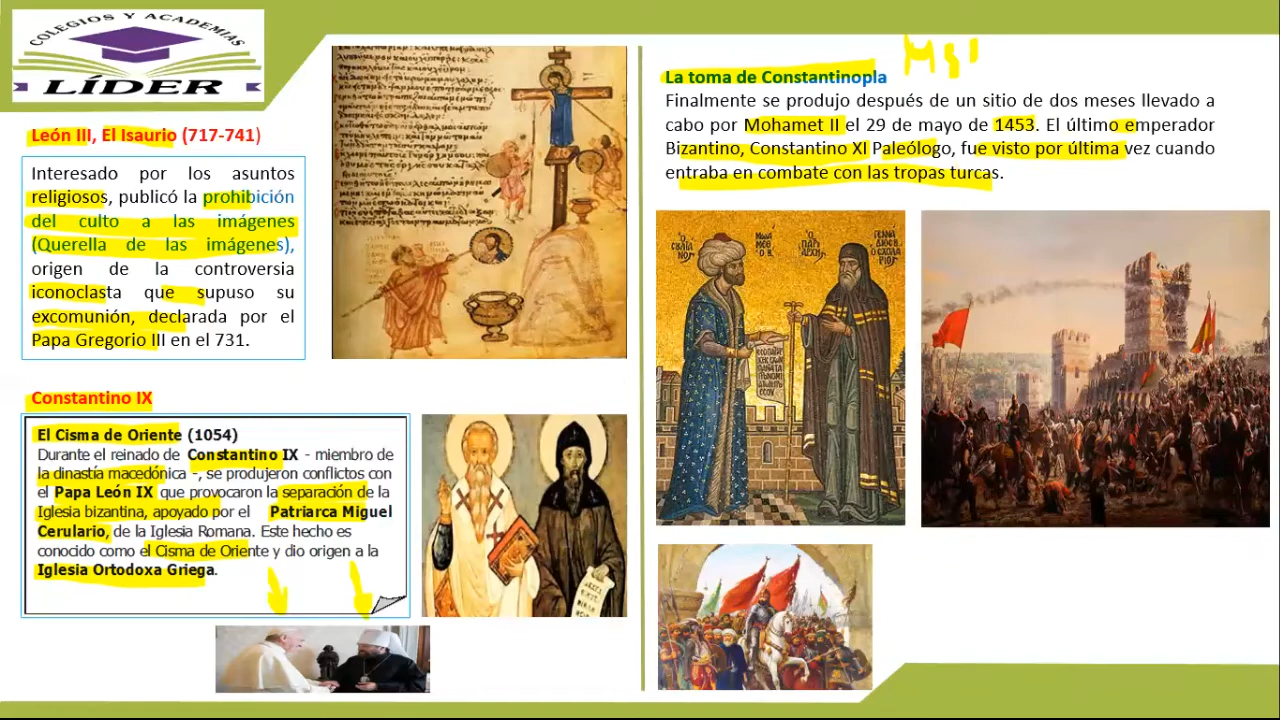 COLEGIOS Y ACADEMIAS
LÍDER
León III, El Isaurio (717-741)
Interesado por los asuntos
religiosos, publicó la prohibición
del culto a las imágenes
(Querella de las imágenes),
origen de la controversia
iconoclasta que supuso su
excomunión, declarada por el
Papa Gregorio III en el 731.
Constantino IX
El Cisma de Oriente (1054)
Durante el reinado de Constantino IX - miembro de
la dinastía macedónica -, se produjeron conflictos con
el Papa León IX que provocaron la separación de la
Iglesia bizantina, apoyado por el Patriarca Miguel
Cerulario, de la Iglesia Romana. Este hecho es
conocido como el Cisma de Oriente y dio origen a la
Iglesia Ortodoxa Griega.
La toma de Constantinopla
Finalmente se produjo después de un sitio de dos meses llevado a
cabo por Mohamet II el 29 de mayo de 1453. El último emperador
Bizantino, Constantino XI Paleólogo, fue visto por última vez cuando
entraba en combate con las tropas turcas.